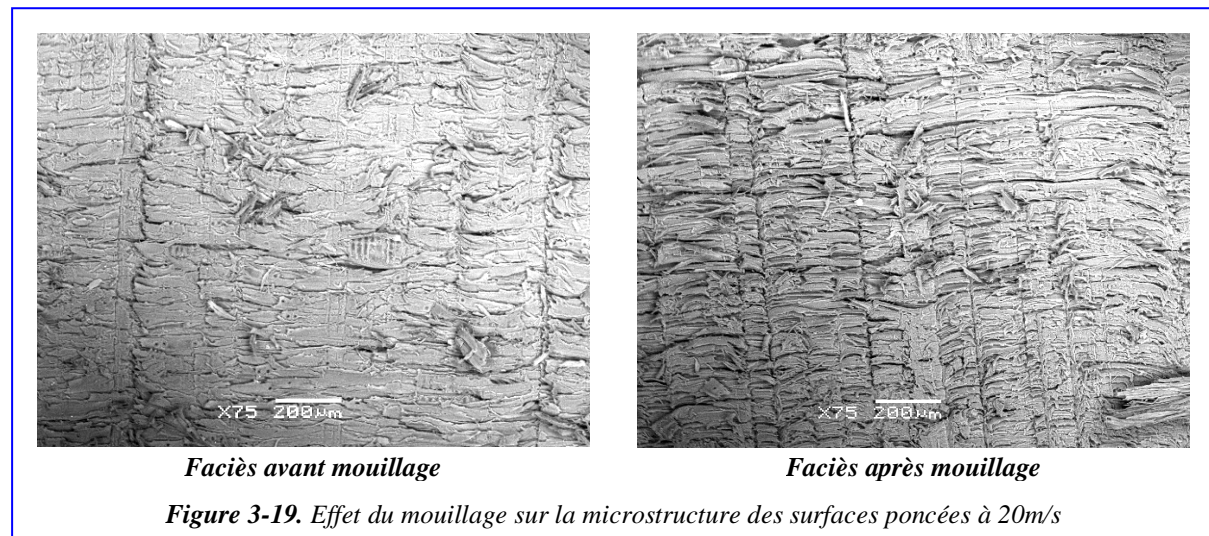 X75 200µm
X75 200µm
Faciès avant mouillage
Faciès après mouillage
Figure 3-19. Effet du mouillage sur la microstructure des surfaces poncées à 20m/s